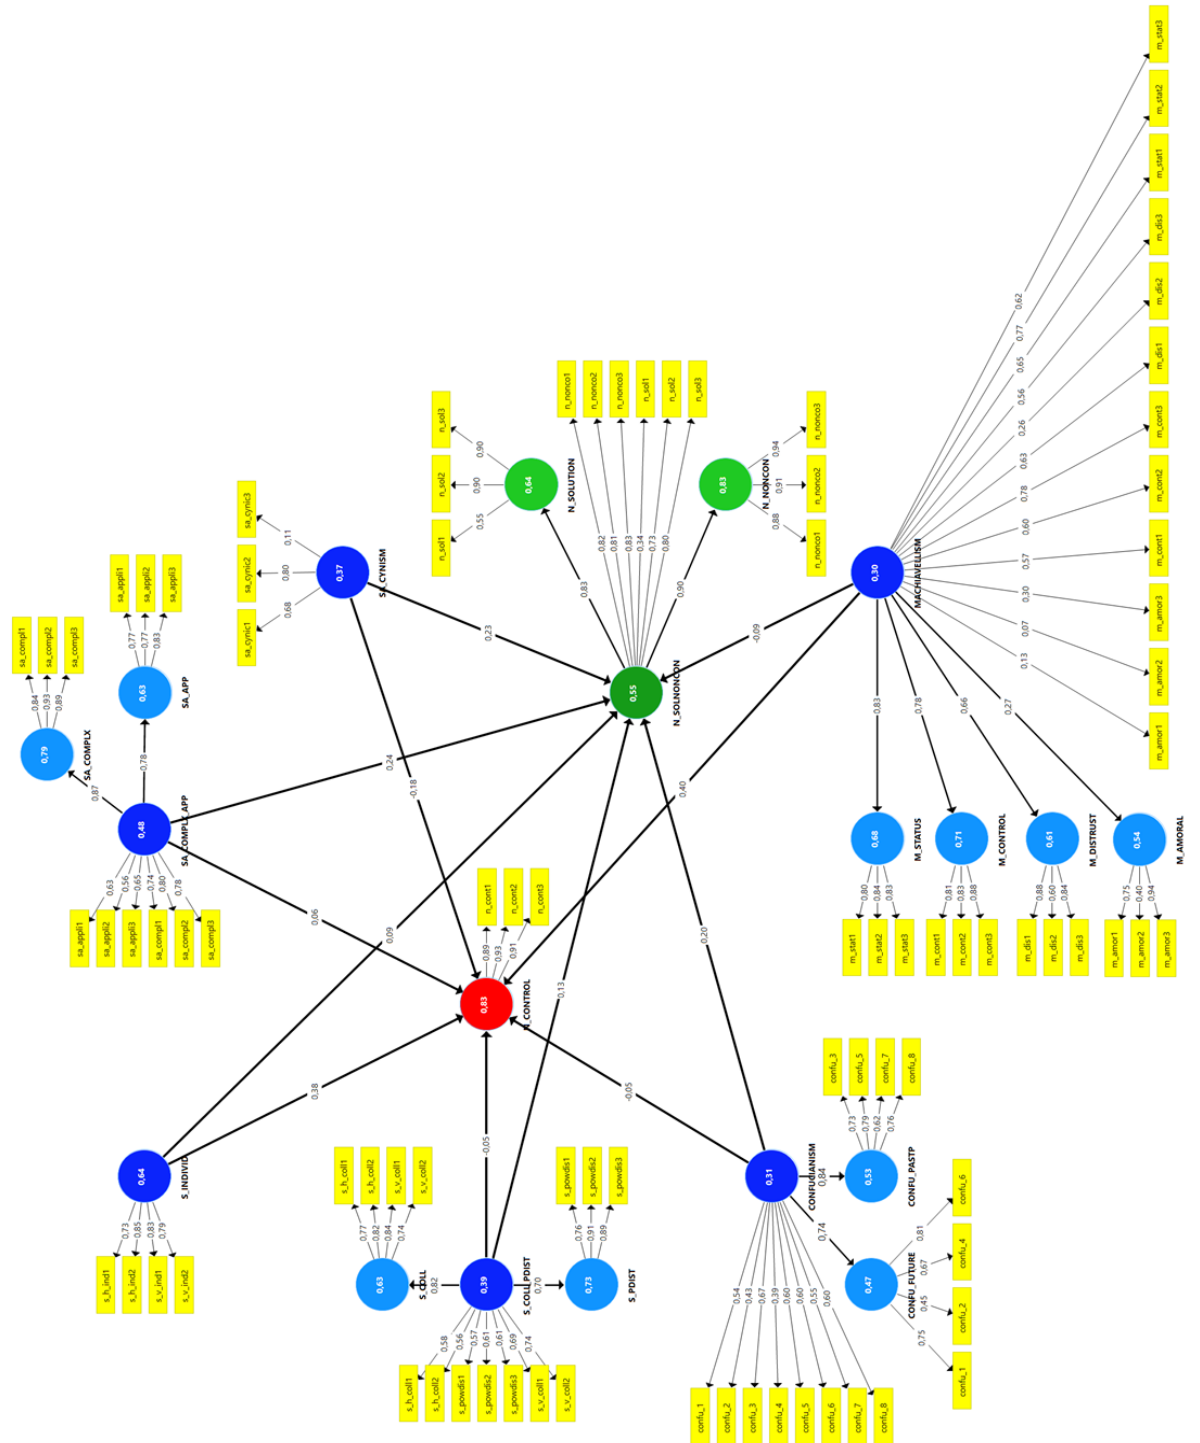 m_stat3
m_stat2
m_stat1
m_dis3
m_dis2
m_dis1
m_cont3
m_cont2
m_cont1
m_amor3
m_amor2
m_amor1
0,62
0,77
0,65
0,56
0,26
0,63
0,78
0,60
0,57
0,30
0,07
0,13
0,30
MACHIAVELLISM
0,83
0,78
0,66
0,27
-0,09
0,40
0,68
M_STATUS
0,80
0,84
0,83
m_stat1
m_stat2
m_stat3
0,71
M_CONTROL
0,81
0,83
0,88
m_cont1
m_cont2
m_cont3
0,61
M_DISTRUST
0,88
0,60
0,84
m_dis1
m_dis2
m_dis3
0,54
M_AMORAL
0,75
0,40
0,94
m_amor1
m_amor2
m_amor3
sa_compl1
sa_compl2
sa_compl3
0,84
0,93
0,89
0,79
SA_COMPLX
0,87
sa_appli1
sa_appli2
sa_appli3
0,77
0,77
0,83
0,63
SA_APP
0,78
0,48
SA_COMPLX_APP
0,63
0,56
0,65
0,74
0,80
0,78
sa_appli1
sa_appli2
sa_appli3
sa_compl1
sa_compl2
sa_compl3
0,24
0,06
sa_cynic3
sa_cynic2
sa_cynic1
0,11
0,80
0,68
0,37
SA_CYNISM
0,23
-0,18
n_sol3
n_sol2
n_sol1
0,90
0,90
0,55
0,64
N_SOLUTION
0,83
n_nonco1
n_nonco2
n_nonco3
n_sol1
n_sol2
n_sol3
0,82
0,81
0,83
0,34
0,73
0,80
0,55
N_SOLNONCON
0,90
0,83
N_NONCON
0,94
0,91
0,88
n_nonco3
n_nonco2
n_nonco1
n_cont1
n_cont2
n_cont3
0,89
0,93
0,91
0,83
N_CONTROL
0,09
0,38
0,64
S_INDIVID
0,73
0,85
0,83
0,79
s_h_ind1
s_h_ind2
s_v_ind1
s_v_ind2
0,13
-0,05
s_h_coll1
s_h_coll2
s_v_coll1
s_v_coll2
0,77
0,82
0,84
0,74
0,63
S_COLL
0,82
0,39
S_COLL_PDIST
0,70
0,73
S_PDIST
0,76
0,91
0,89
s_powdis1
s_powdis2
s_powdis3
0,58
0,56
0,57
0,61
0,61
0,69
0,74
s_h_coll1
s_h_coll2
s_powdis1
s_powdis2
s_powdis3
s_v_coll1
s_v_coll2
0,20
-0,05
0,31
CONFUCIANISM
0,84
0,74
0,53
CONFU_PASTP
0,73
0,79
0,62
0,76
confu_3
confu_5
confu_7
confu_8
0,47
CONFU_FUTURE
0,81
0,67
0,45
0,75
confu_6
confu_4
confu_2
confu_1
0,54
0,43
0,67
0,39
0,60
0,60
0,55
0,60
confu_1
confu_2
confu_3
confu_4
confu_5
confu_6
confu_7
confu_8